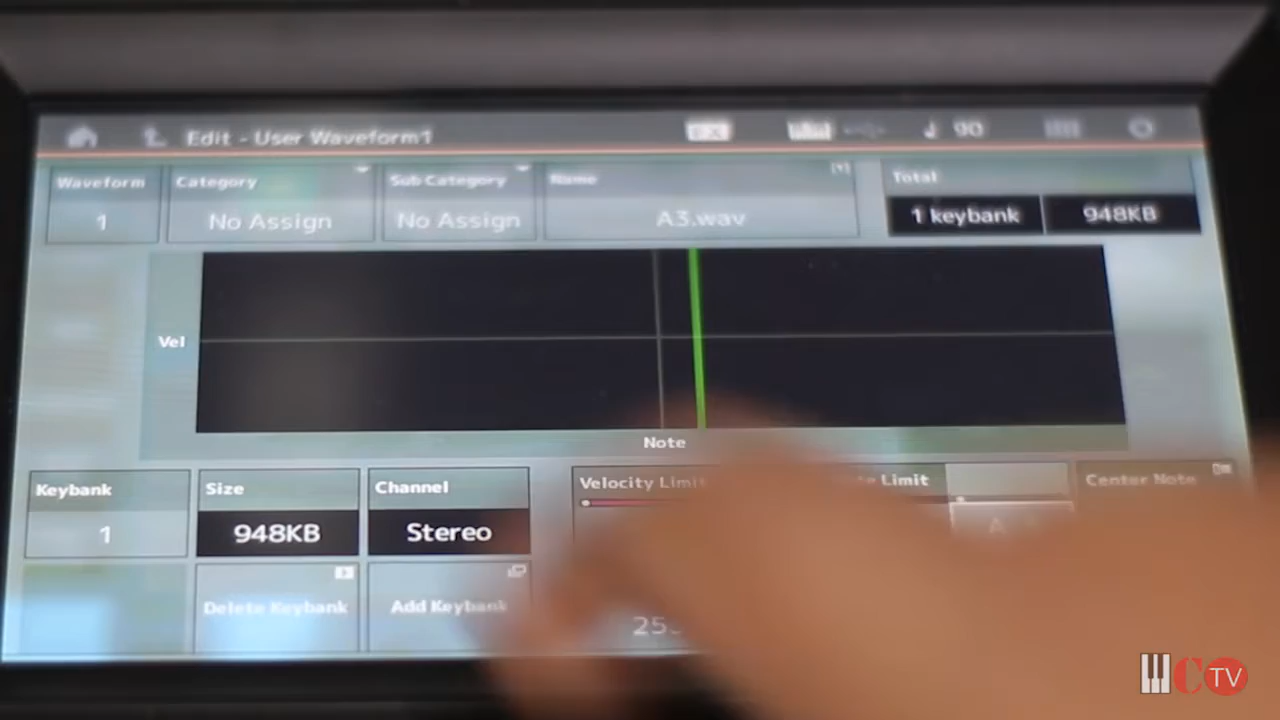 Edit - User Waveform1
90
Waveform
Category
Sub Category
Name
Total
1
No Assign
No Assign
A3.wav
1 keybank
948KB
Vel
Note
Keybank
Size
Channel
Velocity Limit
Limit
Center Note
1
948KB
Stereo
A
Delete Keybank
Add Keybank
CTV